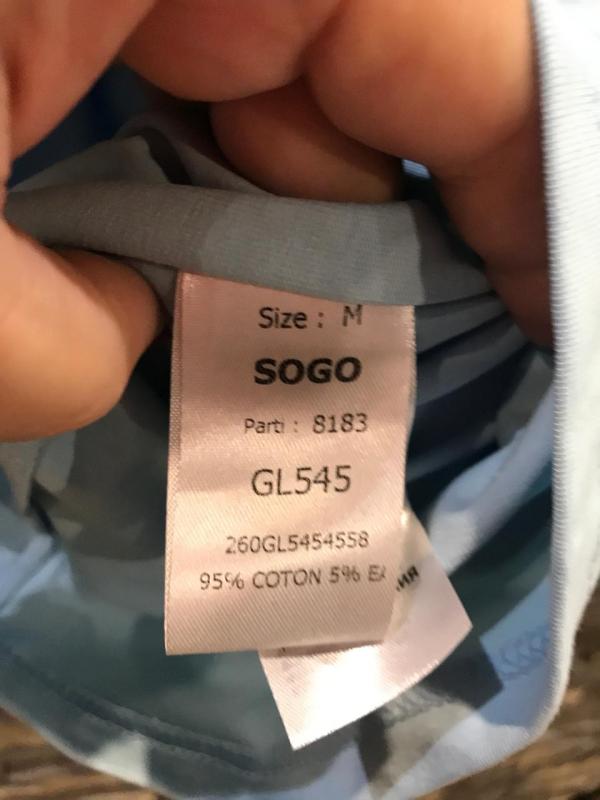 Size : M
SOGO
Parti : 8183
GL545
260GL5454558
95% COTON 5%